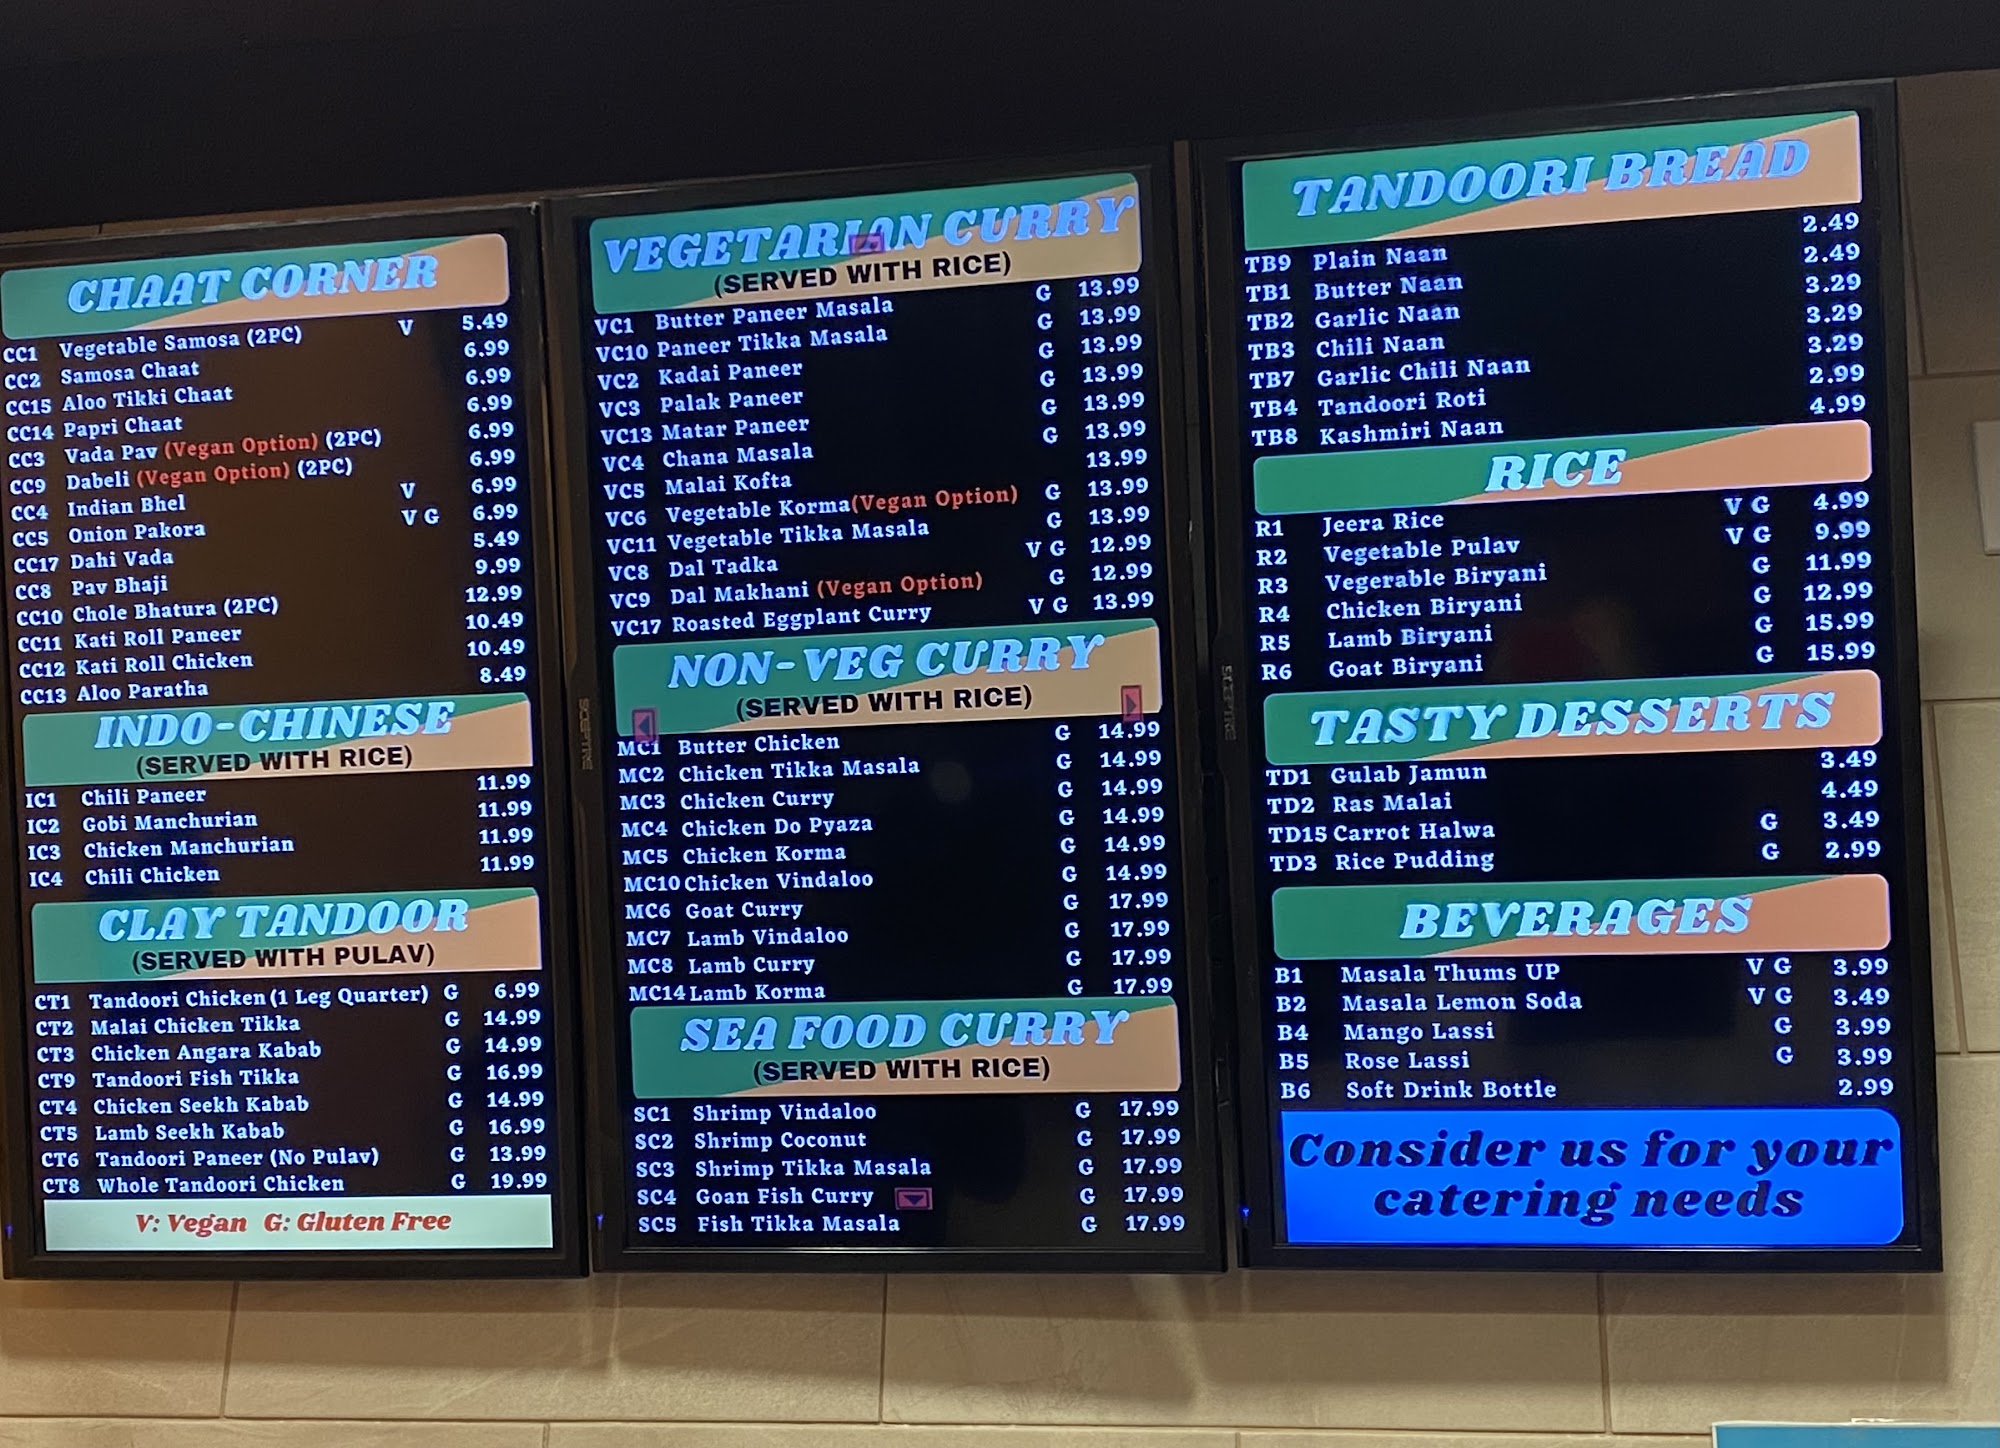 CHAAT CORNER
CC1 Vegetable Samosa (2PC) V 5.49
CC2 Samosa Chaat 6.99
CC15 Aloo Tikki Chaat 6.99
CC14 Papri Chaat 6.99
CC3 Vada Pav (Vegan Option) (2PC) 6.99
CC9 Dabeli (Vegan Option) (2PC) 6.99
CC4 Indian Bhel V 6.99
CC5 Onion Pakora V G 6.99
CC17 Dahi Vada 5.49
CC8 Pav Bhaji 9.99
CC10 Chole Bhatura (2PC) 12.99
CC11 Kati Roll Paneer 10.49
CC12 Kati Roll Chicken 10.49
CC13 Aloo Paratha 8.49
INDO-CHINESE
(SERVED WITH RICE)
IC1 Chili Paneer 11.99
IC2 Gobi Manchurian 11.99
IC3 Chicken Manchurian 11.99
IC4 Chili Chicken 11.99
CLAY TANDOOR
(SERVED WITH PULAV)
CT1 Tandoori Chicken (1 Leg Quarter) G 6.99
CT2 Malai Chicken Tikka G 14.99
CT3 Chicken Angara Kabab G 14.99
CT9 Tandoori Fish Tikka G 16.99
CT4 Chicken Seekh Kabab G 14.99
CT5 Lamb Seekh Kabab G 16.99
CT6 Tandoori Paneer (No Pulav) G 13.99
CT8 Whole Tandoori Chicken G 19.99
V: Vegan G: Gluten Free
VEGETARIAN CURRY
(SERVED WITH RICE)
VC1 Butter Paneer Masala G 13.99
VC10 Paneer Tikka Masala G 13.99
VC2 Kadai Paneer G 13.99
VC3 Palak Paneer G 13.99
VC13 Matar Paneer G 13.99
VC4 Chana Masala G 13.99
VC5 Malai Kofta 13.99
VC6 Vegetable Korma (Vegan Option) G 13.99
VC11 Vegetable Tikka Masala G 13.99
VC8 Dal Tadka V G 12.99
VC9 Dal Makhani (Vegan Option) G 12.99
VC17 Roasted Eggplant Curry V G 13.99
NON-VEG CURRY
(SERVED WITH RICE)
MC1 Butter Chicken G 14.99
MC2 Chicken Tikka Masala G 14.99
MC3 Chicken Curry G 14.99
MC4 Chicken Do Pyaza G 14.99
MC5 Chicken Korma G 14.99
MC10 Chicken Vindaloo G 14.99
MC6 Goat Curry G 17.99
MC7 Lamb Vindaloo G 17.99
MC8 Lamb Curry G 17.99
MC14 Lamb Korma G 17.99
SEA FOOD CURRY
(SERVED WITH RICE)
SC1 Shrimp Vindaloo G 17.99
SC2 Shrimp Coconut G 17.99
SC3 Shrimp Tikka Masala G 17.99
SC4 Goan Fish Curry G 17.99
SC5 Fish Tikka Masala G 17.99
TANDOORI BREAD
TB9 Plain Naan 2.49
TB1 Butter Naan 2.49
TB2 Garlic Naan 3.29
TB3 Chili Naan 3.29
TB7 Garlic Chili Naan 3.29
TB4 Tandoori Roti 2.99
TB8 Kashmiri Naan 4.99
RICE
R1 Jeera Rice V G 4.99
R2 Vegetable Pulav V G 9.99
R3 Vegerable Biryani G 11.99
R4 Chicken Biryani G 12.99
R5 Lamb Biryani G 15.99
R6 Goat Biryani G 15.99
TASTY DESSERTS
TD1 Gulab Jamun 3.49
TD2 Ras Malai 4.49
TD15 Carrot Halwa G 3.49
TD3 Rice Pudding G 2.99
BEVERAGES
B1 Masala Thums UP V G 3.99
B2 Masala Lemon Soda V G 3.49
B4 Mango Lassi G 3.99
B5 Rose Lassi G 3.99
B6 Soft Drink Bottle 2.99
Consider us for your
catering needs
SCEPTRE
SCEPTRE